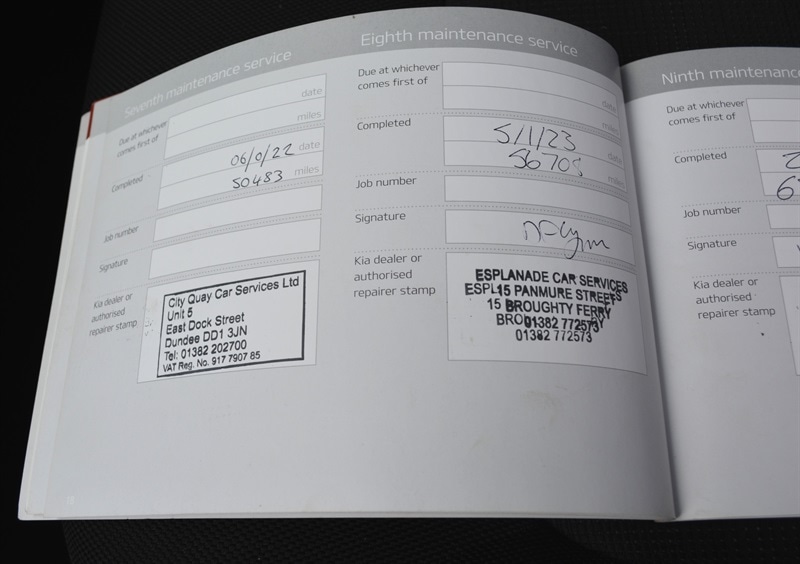 Seventh maintenance service
Due at whichever
comes first of
date
miles
Completed
06/0/22 date
50483 miles
Job number
Signature
Kia dealer or
authorised
repairer stamp
City Quay Car Services Ltd
Unit 5
East Dock Street
Dundee DD1 3JN
Tel: 01382 202700
VAT Reg. No. 917 7907 85
Eighth maintenance service
Due at whichever
comes first of
date
miles
Completed
5/1/23 date
56708 miles
Job number
Signature
Kia dealer or
authorised
repairer stamp
ESPLANADE CAR SERVICES
15 PANMURE STREET
BROUGHTY FERRY
01382 772573
01382 772573
Ninth maintenance
Due at whichever
comes first of
Completed
Job number
Signature
Kia dealer or
authorised
repairer stamp